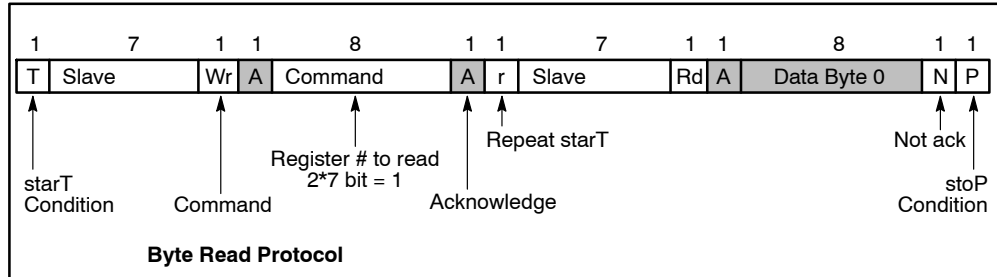 1 7 1 1 8 1 1 7 1 1 8 1 1
T Slave Wr A Command A r Slave Rd A Data Byte 0 N P
Repeat starT
Not ack
Register # to read
2*7 bit = 1
starT
Condition
Command
Acknowledge
stoP
Condition
Byte Read Protocol